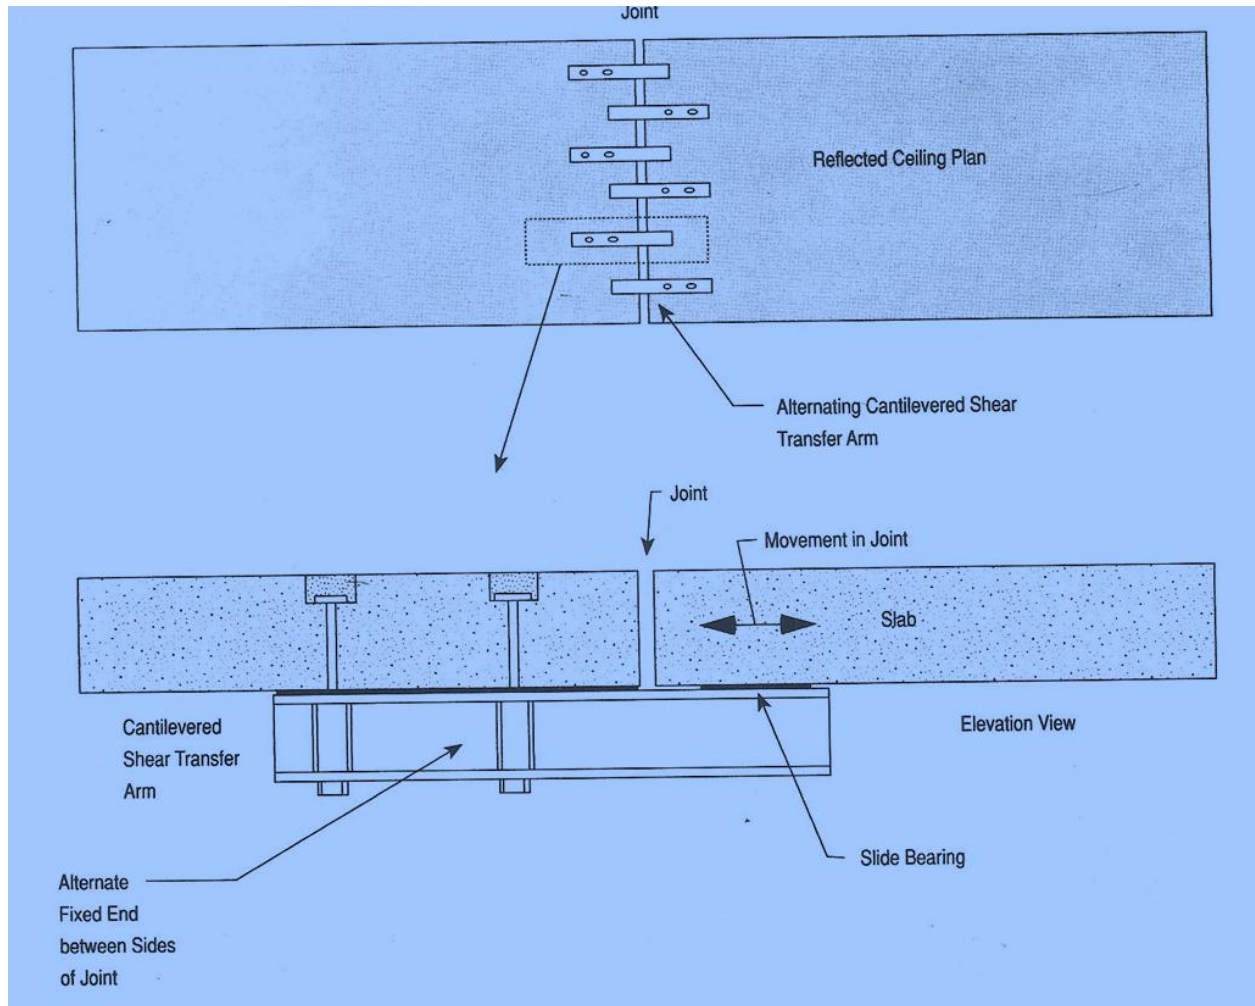 Joint
Reflected Ceiling Plan
Alternating Cantilevered Shear
Transfer Arm
Joint
Movement in Joint
Slab
Cantilevered
Shear Transfer
Arm
Elevation View
Slide Bearing
Alternate
Fixed End
between Sides
of Joint